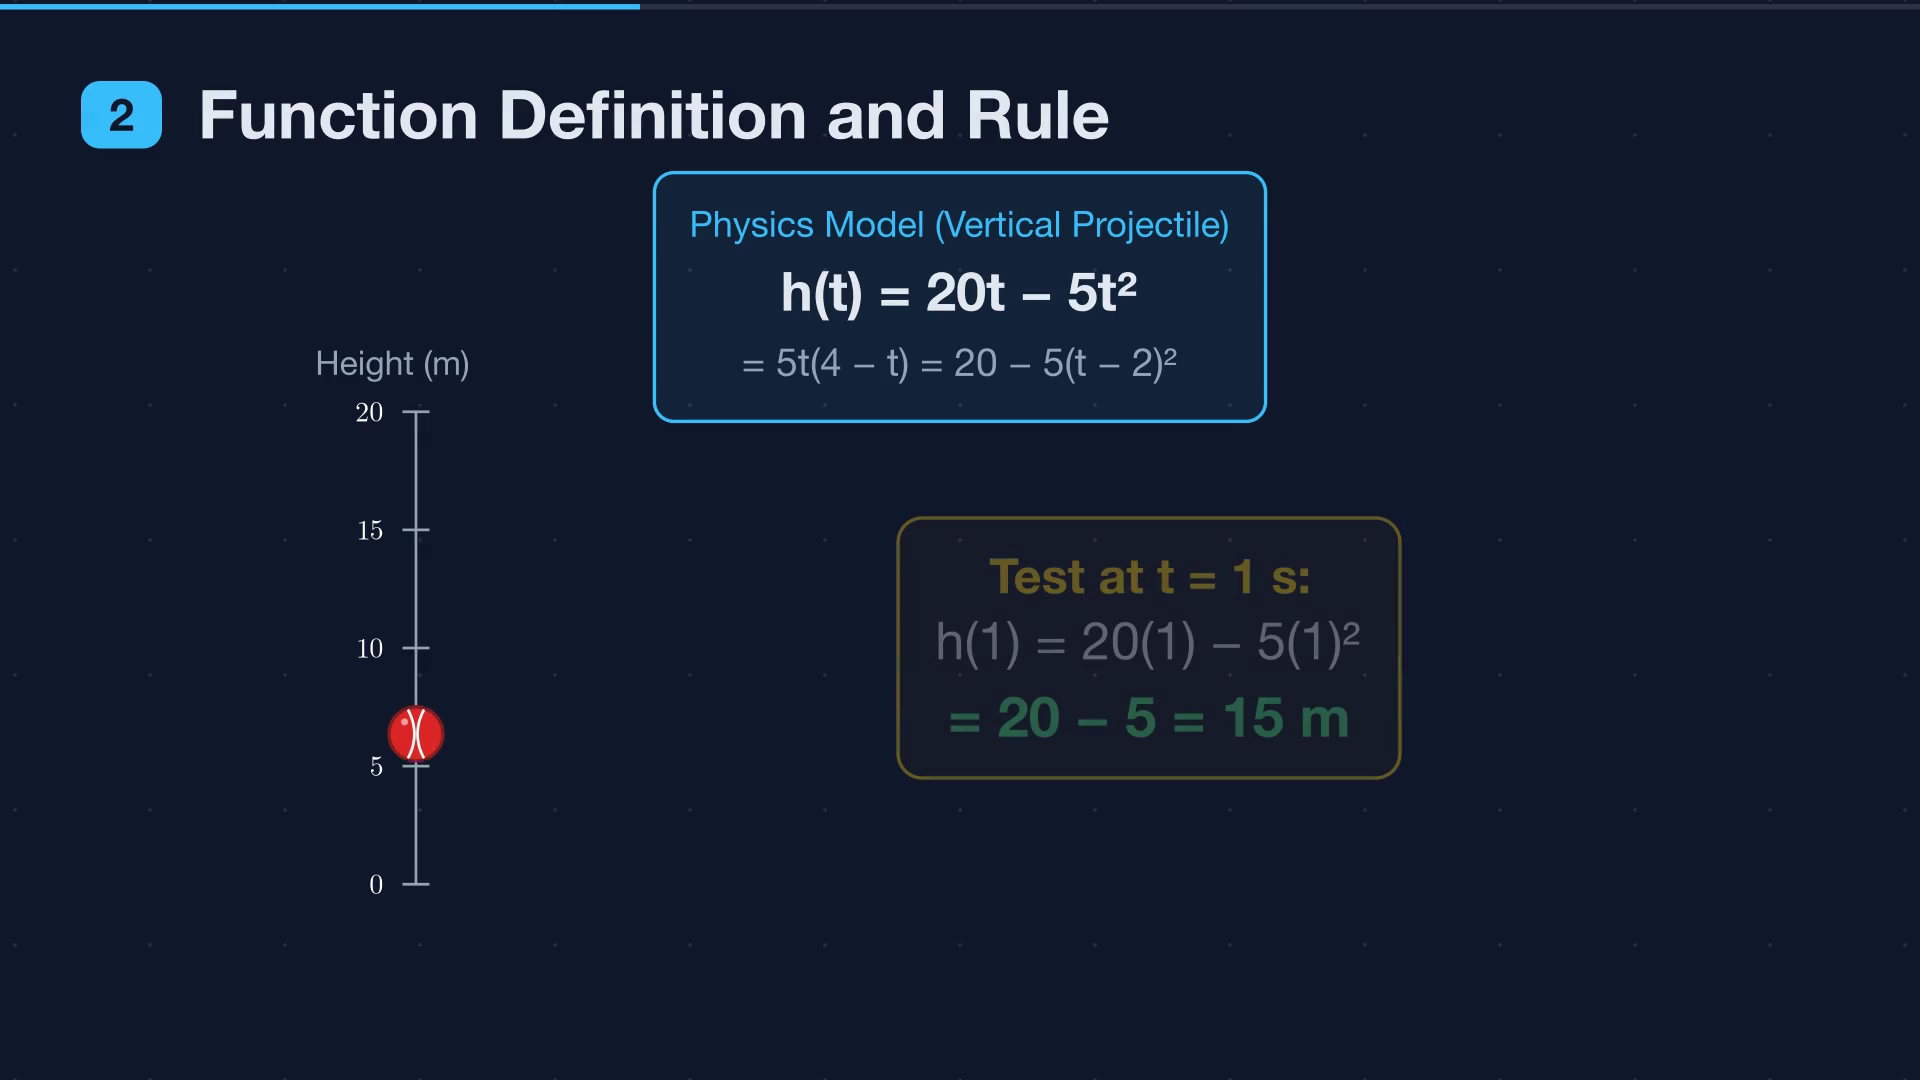 2 Function Definition and Rule
Physics Model (Vertical Projectile)
h(t) = 20t − 5t²
= 5t(4 − t) = 20 − 5(t − 2)²
Height (m)
20
15
10
5
0
Test at t = 1 s:
h(1) = 20(1) − 5(1)²
= 20 − 5 = 15 m